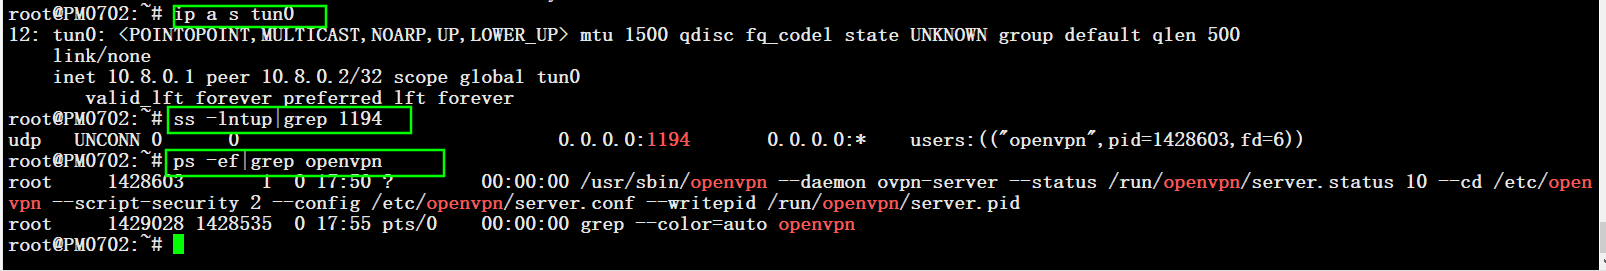 root@PM0702:~# ip a s tun0
12: tun0: <POINTOPOINT,MULTICAST,NOARP,UP,LOWER_UP> mtu 1500 qdisc fq_codel state UNKNOWN group default qlen 500
    link/none
    inet 10.8.0.1 peer 10.8.0.2/32 scope global tun0
       valid_lft forever preferred_lft forever
root@PM0702:~# ss -lntup|grep 1194
udp   UNCONN 0      0                             0.0.0.0:1194       0.0.0.0:*    users:(("openvpn",pid=1428603,fd=6))
root@PM0702:~# ps -ef|grep openvpn
root     1428603       1  0 17:50 ?        00:00:00 /usr/sbin/openvpn --daemon ovpn-server --status /run/openvpn/server.status 10 --cd /etc/open
vpn --script-security 2 --config /etc/openvpn/server.conf --writepid /run/openvpn/server.pid
root     1429028 1428535  0 17:55 pts/0    00:00:00 grep --color=auto openvpn
root@PM0702:~#